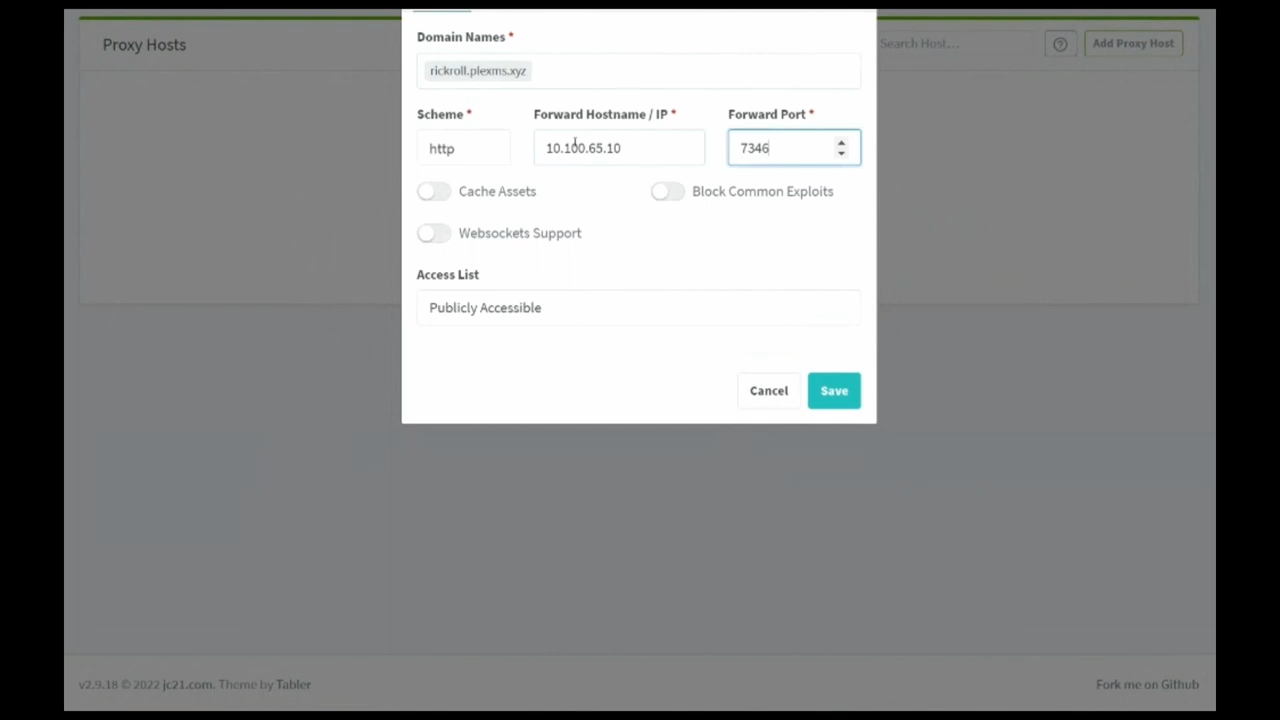 Proxy Hosts
Search Host...
Add Proxy Host
Domain Names *
rickroll.plexms.xyz
Scheme *
Forward Hostname / IP *
Forward Port *
http
10.100.65.10
7346
Cache Assets
Block Common Exploits
Websockets Support
Access List
Publicly Accessible
Cancel
Save
v2.9.18 © 2022 jc21.com. Theme by Tabler
Fork me on Github